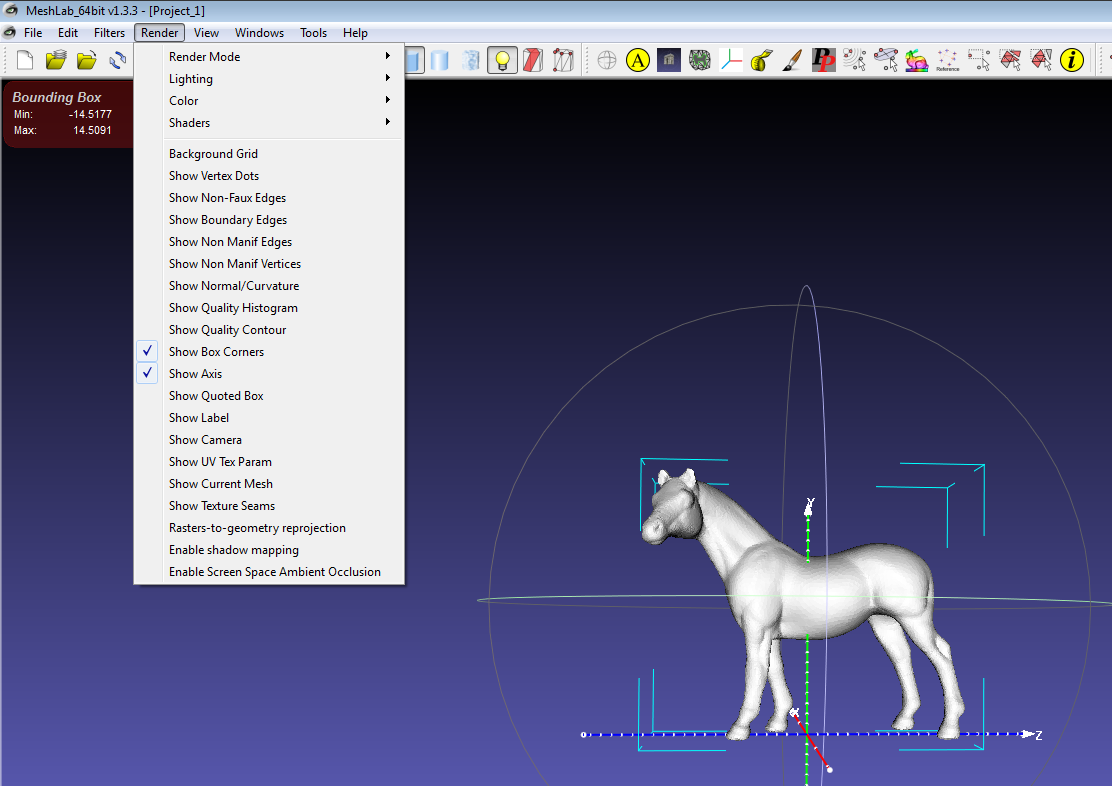 MeshLab_64bit v1.3.3 - [Project_1]
File Edit Filters Render View Windows Tools Help
A PP Reference i
Bounding Box
Min: -14.5177
Max: 14.5091
Render Mode
Lighting
Color
Shaders
Background Grid
Show Vertex Dots
Show Non-Faux Edges
Show Boundary Edges
Show Non Manif Edges
Show Non Manif Vertices
Show Normal/Curvature
Show Quality Histogram
Show Quality Contour
Show Box Corners
Show Axis
Show Quoted Box
Show Label
Show Camera
Show UV Tex Param
Show Current Mesh
Show Texture Seams
Rasters-to-geometry reprojection
Enable shadow mapping
Enable Screen Space Ambient Occlusion
Y
X
Z